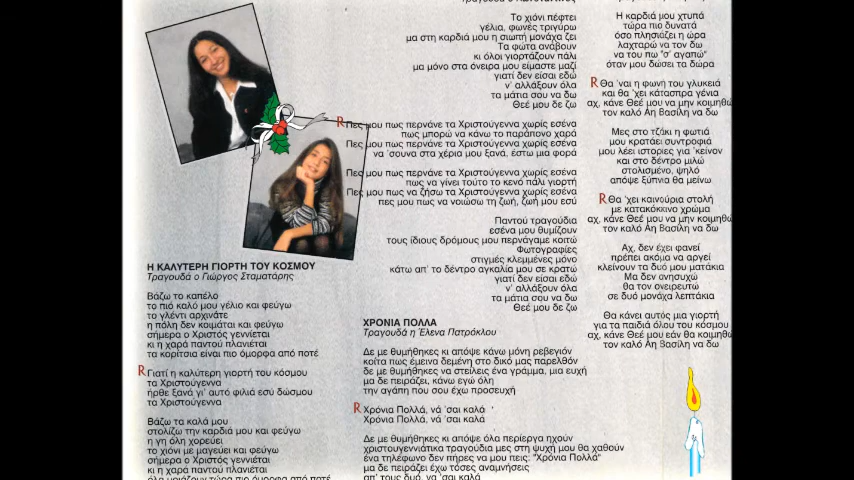 Το χιόνι πέφτει
γέλια, φωνές τριγύρω
μα στη καρδιά μου η σιωπή μονάχα ζει
Τα φώτα ανάβουν
κι όλοι γιορτάζουν πάλι
μα μόνο στα όνειρα μου είμαστε μαζί
γιατί δεν είσαι εδώ
ν' αλλάξουν όλα
τα μάτια σου να δω
Θεέ μου δε ζω
R Πες μου πως περνάνε τα Χριστούγεννα χωρίς εσένα
πως μπορώ να κάνω το παράπονο χαρά
Πες μου πως περνάνε τα Χριστούγεννα χωρίς εσένα
να 'σουνα στα χέρια μου ξανά, έστω μια φορά
Πες μου πως περνάνε τα Χριστούγεννα χωρίς εσένα
πως να γίνει τούτο το κενό πάλι γιορτή
Πες μου πως να ζήσω τα Χριστούγεννα χωρίς εσένα
πες μου πως να νοιώσω τη ζωή, ζωή μου εσύ
Παντού τραγούδια
εσένα μου θυμίζουν
τους ίδιους δρόμους μου περνάγαμε κοιτώ
Φωτογραφίες
στιγμές κλεμμένες μόνο
κάτω απ' το δέντρο αγκαλία μου σε κρατώ
γιατί δεν είσαι εδώ
ν' αλλάξουν όλα
τα μάτια σου να δω
Θεέ μου δε ζω
Η καρδιά μου χτυπά
τώρα πιο δυνατά
όσο πλησιάζει η ώρα
λαχταρώ να τον δω
να του πω "σ' αγαπώ"
όταν μου δώσει τα δώρα
R Θα 'ναι η φωνή του γλυκειά
και θα 'χει κάτασπρα γένια
αχ, κάνε Θεέ μου να μην κοιμηθώ
τον καλό Αη Βασίλη να δω
Μες στο τζάκι η φωτιά
μου κρατάει συντροφιά
μου λέει ιστορίες για 'κείνον
και στο δέντρο μιλώ
στολισμένο, ψηλό
απόψε ξύπνια θα μείνω
R Θα 'χει καινούρια στολή
με κατακόκκινο χρώμα
αχ, κάνε Θεέ μου να μην κοιμηθώ
τον καλό Αη Βασίλη να δω
Αχ, δεν έχει φανεί
πρέπει ακόμα να αργεί
κλείνουν τα δυό μου ματάκια
Μα δεν ανησυχώ
θα τον ονειρευτώ
σε δυό μονάχα λεπτάκια
Θα κάνει αυτός μια γιορτή
για τα παιδιά όλου του κόσμου
αχ, κάνε Θεέ μου εάν θα κοιμηθώ
τον καλό Αη Βασίλη να δω
Η ΚΑΛΥΤΕΡΗ ΓΙΟΡΤΗ ΤΟΥ ΚΟΣΜΟΥ
Τραγουδά ο Γιώργος Σταματάρης
Βάζω το καπέλο
το πιό καλό μου γέλιο και φεύγω
το γλέντι αρχινάτε
η πόλη δεν κοιμάται και φεύγω
σήμερα ο Χριστός γεννιέται
κι η χαρά παντού πλανιέται
τα κορίτσια είναι πιο όμορφα από ποτέ
R Γιατί η καλύτερη γιορτή του κόσμου
τα Χριστούγεννα
ήρθε ξανά γι' αυτό φιλιά εσύ δώσμου
τα Χριστούγεννα
Βάζω τα καλά μου
στολίζω την καρδιά μου και φεύγω
η γη όλη χορεύει
το χιόνι με μαγεύει και φεύγω
σήμερα ο Χριστός γεννιέται
κι η χαρά παντού πλανιέται
ΧΡΟΝΙΑ ΠΟΛΛΑ
Τραγουδά η Έλενα Πατρόκλου
Δε με θυμήθηκες κι απόψε κάνω μόνη ρεβεγιόν
κοίτα πως έμεινα δεμένη στο δικό μας παρελθόν
δε με θυμήθηκες να στείλεις ένα γράμμα, μια ευχή
μα δε πειράζει, κάνω εγώ όλη
την αγάπη που σου έχω προσευχή
R Χρόνια Πολλά, νά 'σαι καλά
Χρόνια Πολλά, νά 'σαι καλά
Δε με θυμήθηκες κι απόψε όλα περίεργα ηχούν
χριστουγεννιάτικα τραγούδια μες στη ψυχή μου θα χαθούν
ένα τηλέφωνο δεν πήρες να μου πεις: "Χρόνια Πολλά"
μα δε πειράζει έχω τόσες αναμνήσεις
απ' τους δυό, να 'σαι καλά